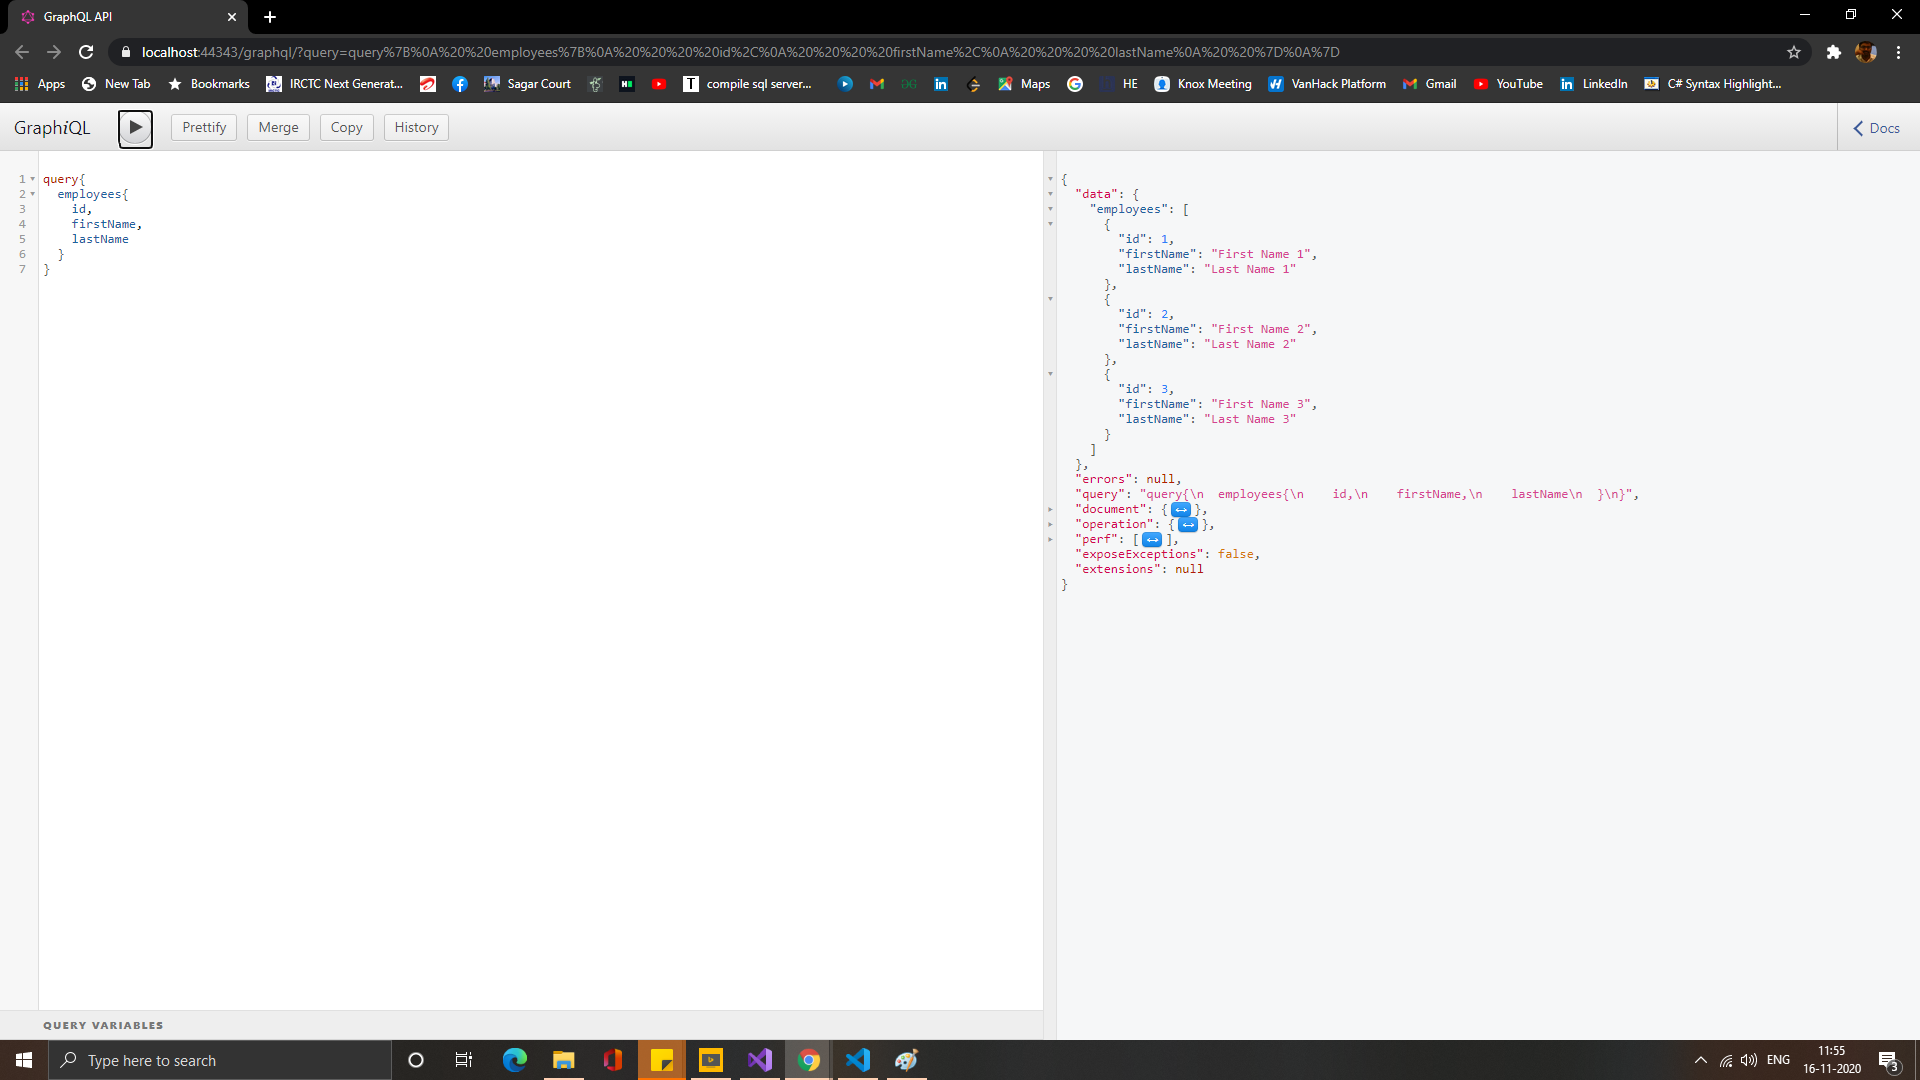 GraphQL API
localhost:44343/graphql/?query=query%7B%0A%20%20employees%7B%0A%20%20%20%20id%2C%0A%20%20%20%20firstName%2C%0A%20%20%20%20lastName%0A%20%20%7D%0A%7D
Apps New Tab Bookmarks IRCTC Next Generat... Sagar Court compile sql server... Maps HE Knox Meeting VanHack Platform Gmail YouTube LinkedIn C# Syntax Highlight...
GraphiQL Prettify Merge Copy History Docs
1 query{
2 employees{
3 id,
4 firstName,
5 lastName
6 }
7 }
QUERY VARIABLES
{
"data": {
"employees": [
{
"id": 1,
"firstName": "First Name 1",
"lastName": "Last Name 1"
},
{
"id": 2,
"firstName": "First Name 2",
"lastName": "Last Name 2"
},
{
"id": 3,
"firstName": "First Name 3",
"lastName": "Last Name 3"
}
]
},
"errors": null,
"query": "query{\n  employees{\n    id,\n    firstName,\n    lastName\n  }\n}",
"document": {↔},
"operation": {↔},
"perf": [↔],
"exposeExceptions": false,
"extensions": null
}
Type here to search
ENG
11:55
16-11-2020
3